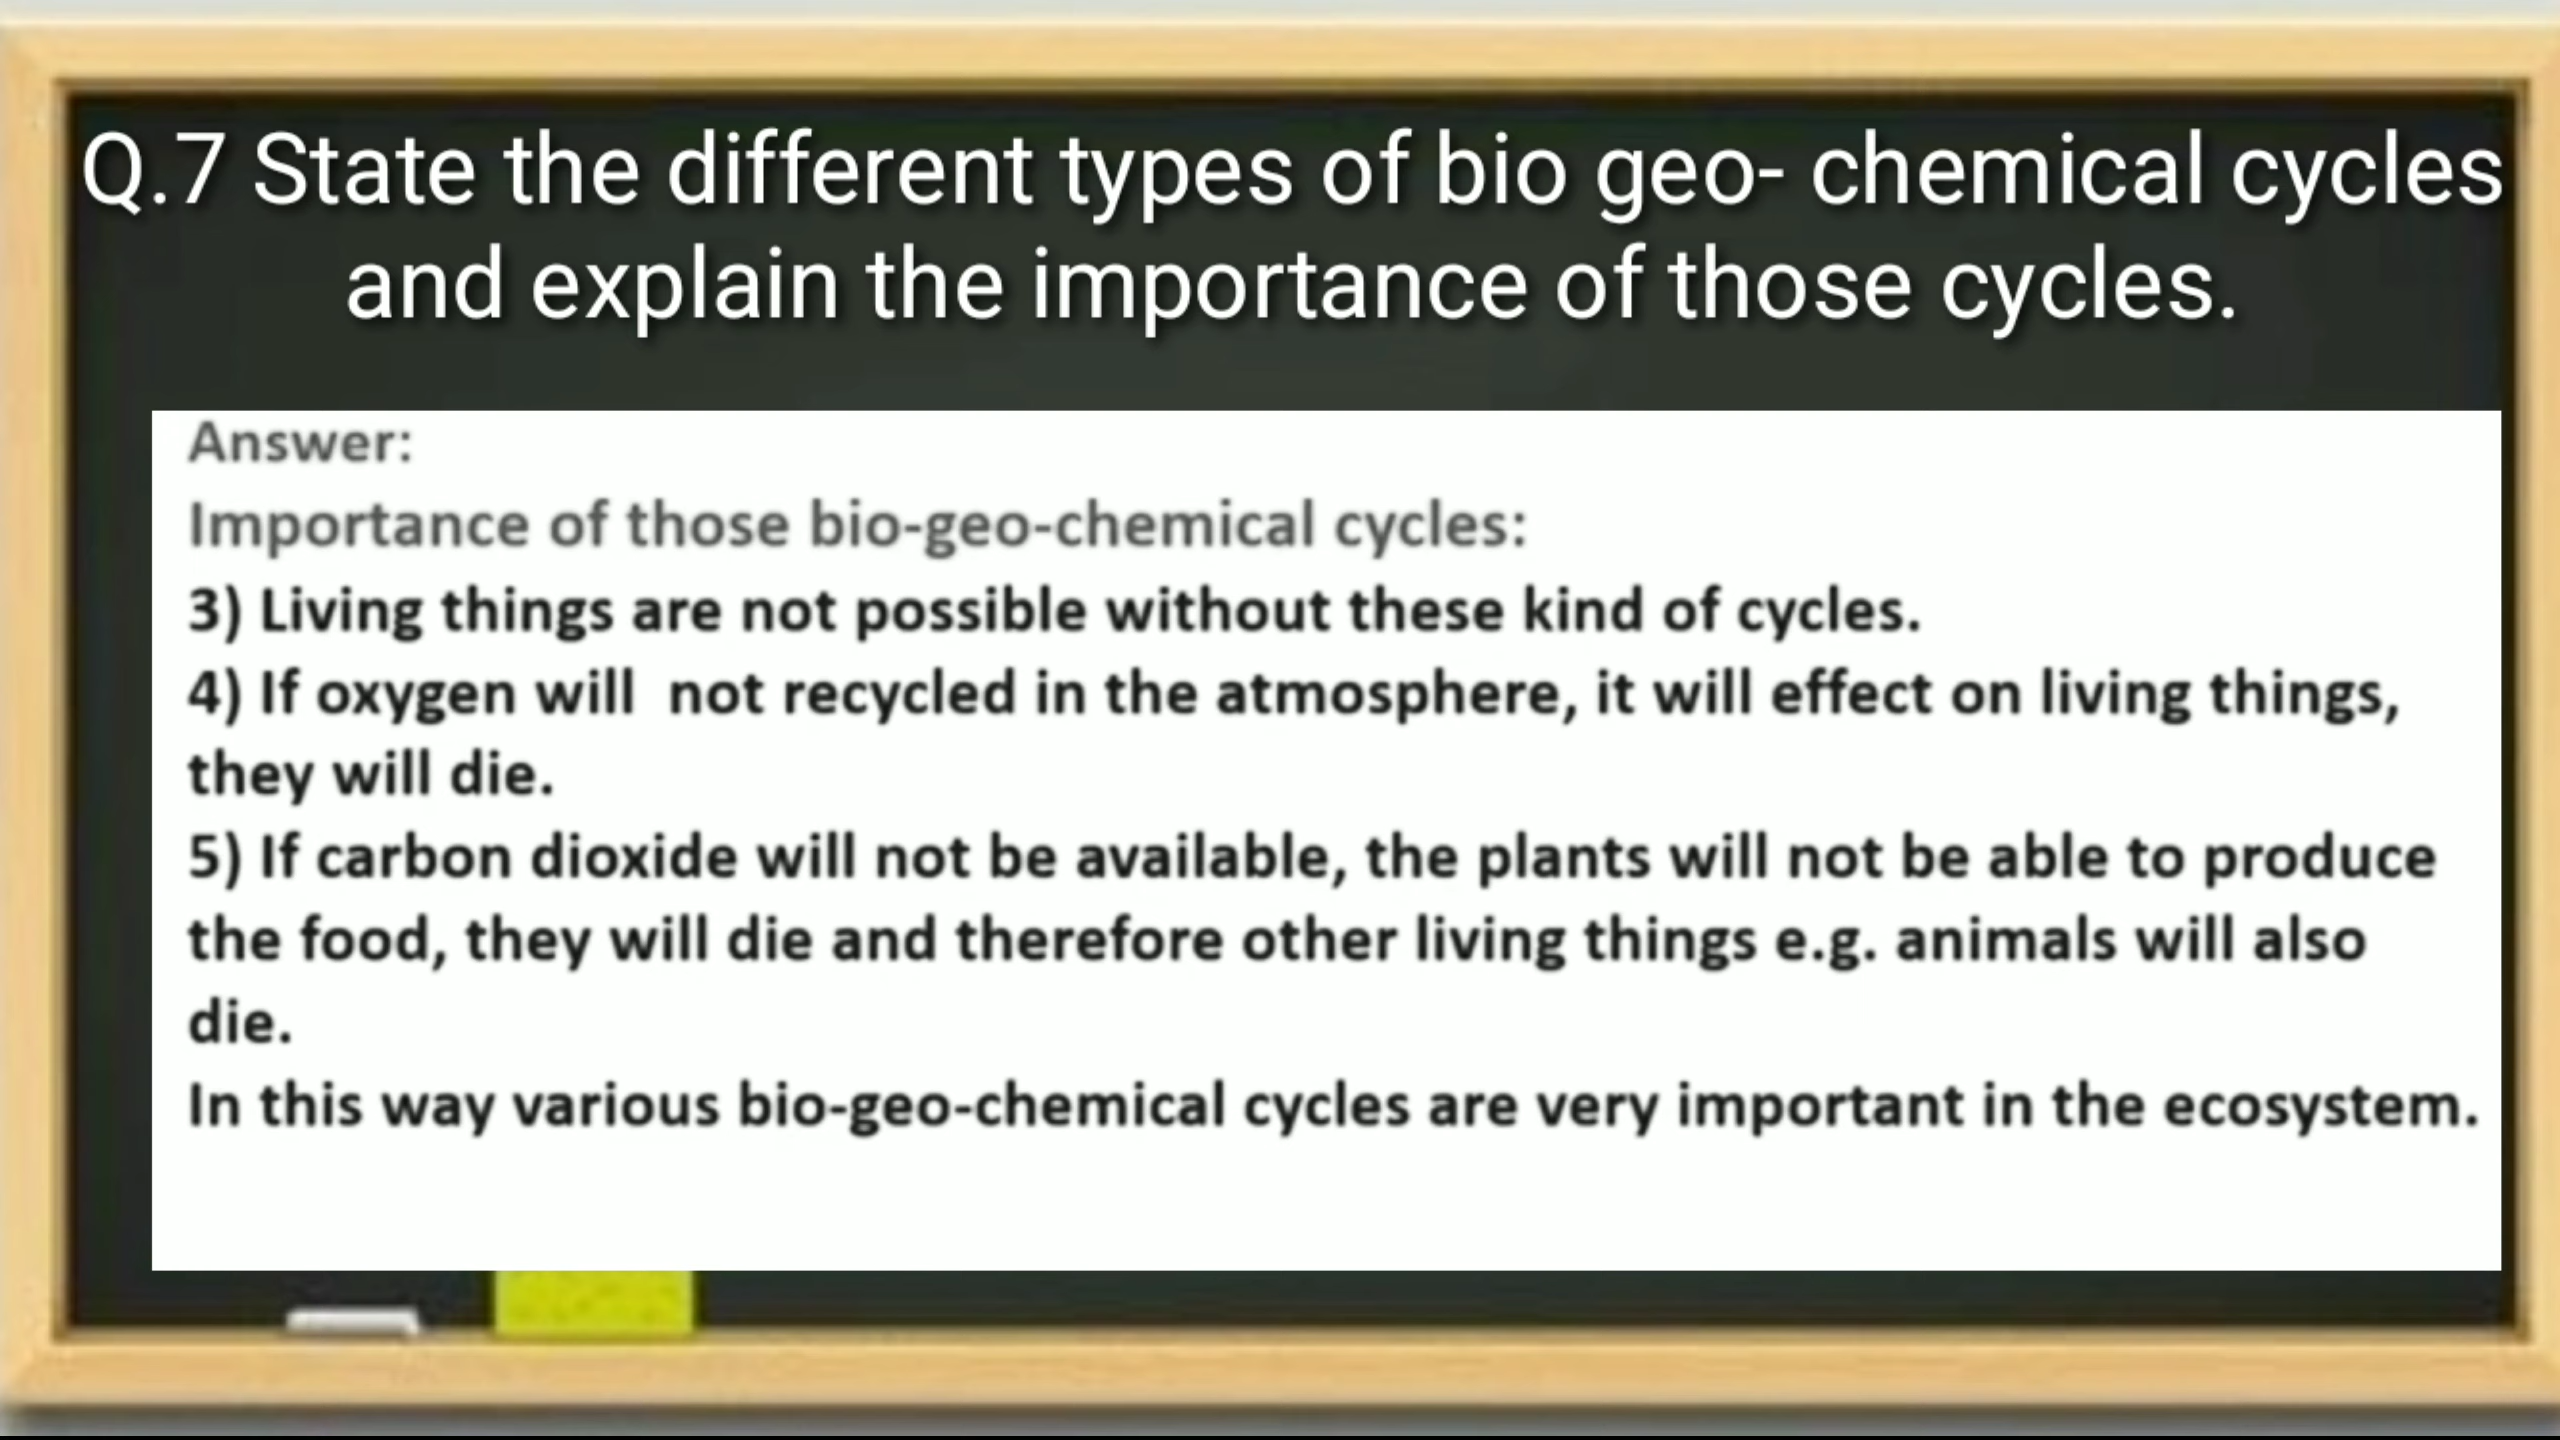 Q.7 State the different types of bio geo- chemical cycles
and explain the importance of those cycles.
Answer:
Importance of those bio-geo-chemical cycles:
3) Living things are not possible without these kind of cycles.
4) If oxygen will  not recycled in the atmosphere, it will effect on living things,
they will die.
5) If carbon dioxide will not be available, the plants will not be able to produce
the food, they will die and therefore other living things e.g. animals will also
die.
In this way various bio-geo-chemical cycles are very important in the ecosystem.